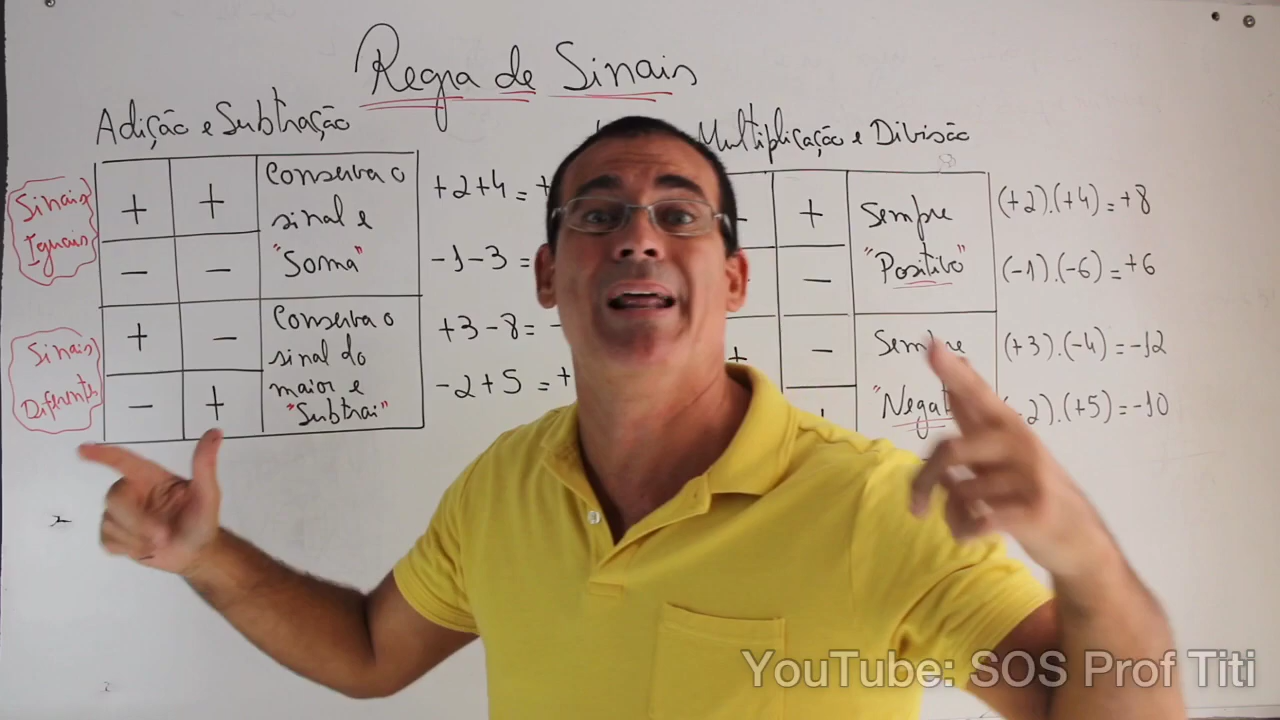 Regra de Sinais
Adição e Subtração
Sinais
Iguais
+ +
- -
Conserva o
sinal e
"Soma"
+2+4=+
-1-3=
Sinais
Diferentes
+ -
- +
Conserva o
sinal do
maior e
"Subtrai"
+3-8=-
-2+5=+
Multiplicação e Divisão
+
-
Sempre
"Positivo"
(+2).(+4)=+8
(-1).(-6)=+6
+ -
"
(+3).(-4)=-12
2).(+5)=-10
YouTube: SOS Prof Titi